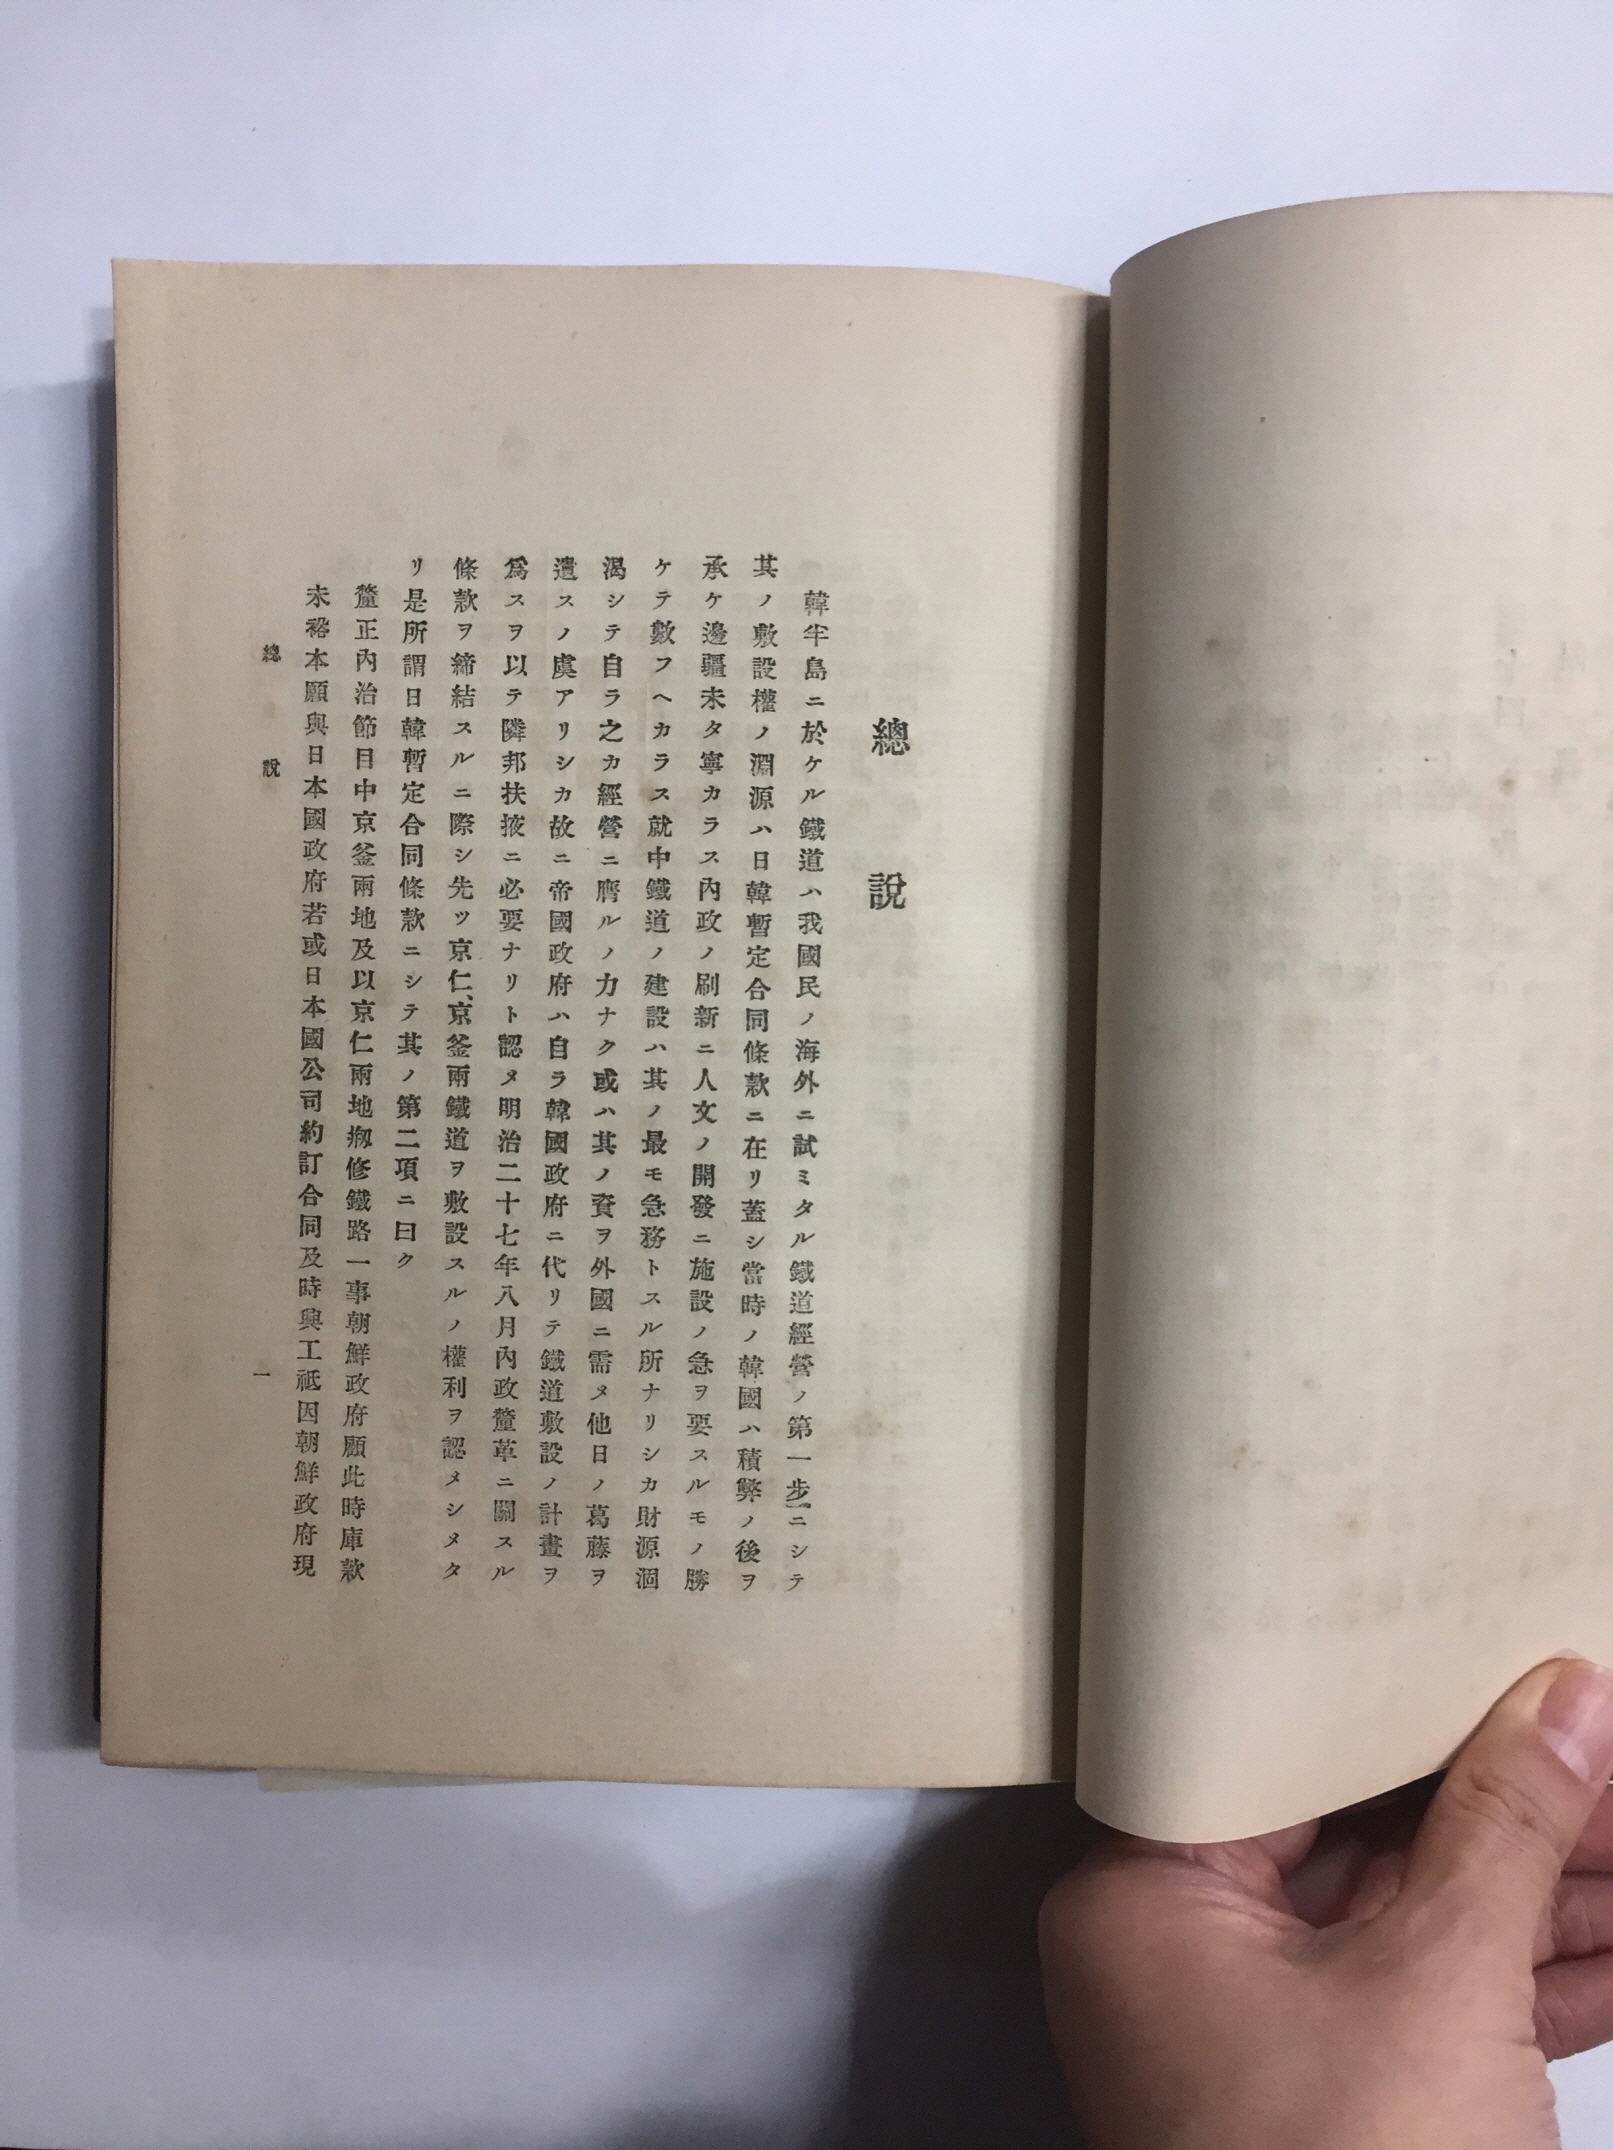 總說
韓半島ニ於ケル鐵道ハ我國民ノ海外ニ試ミタル鐵道經營ノ第一步ニシテ
其ノ敷設權ノ淵源ハ日韓暫定合同條款ニ在リ蓋シ當時ノ韓國ハ積弊ノ後ヲ
承ケ邊疆未タ寧カラス內政ノ刷新ニ人文ノ開發ニ施設ノ急ヲ要スルモノ勝
ケテ數フヘカラス就中鐵道ノ建設ハ其ノ最モ急務トスル所ナリシカ財源涸
渴シテ自ラ之カ經營ニ膺ルノ力ナク或ハ其ノ資ヲ外國ニ需メ他日ノ葛藤ヲ
遺スノ虞アリシカ故ニ帝國政府ハ自ラ韓國政府ニ代リテ鐵道敷設ノ計畫ヲ
爲スヲ以テ隣邦扶掖ニ必要ナリト認メ明治二十七年八月內政釐革ニ關スル
條款ヲ締結スルニ際シ先ツ京仁、京釜兩鐵道ヲ敷設スルノ權利ヲ認メシメタ
リ是所謂日韓暫定合同條款ニシテ其ノ第二項ニ曰ク
釐正內治節目中京釜兩地及以京仁兩地剏修鐵路一事朝鮮政府顧此時庫款
未裕本願與日本國政府若或日本國公司約訂合同及時興工祗因朝鮮政府現
總說
一